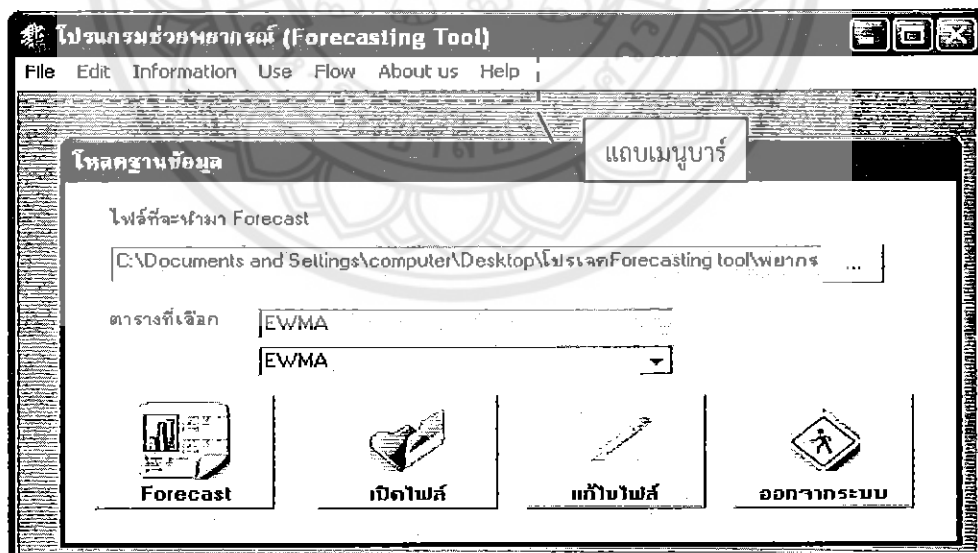 โปรแกรมช่วยพยากรณ์ (Forecasting Tool)
File Edit Information Use Flow About us Help
แถบเมนูบาร์
โหลดฐานข้อมูล
ไฟล์ที่จะนำมา Forecast
C:\Documents and Settings\computer\Desktop\โปรเจคForecasting tool\พยากร ...
ตารางที่เลือก EWMA
EWMA
Forecast เปิดไฟล์ แก้ไขไฟล์ ออกจากระบบ